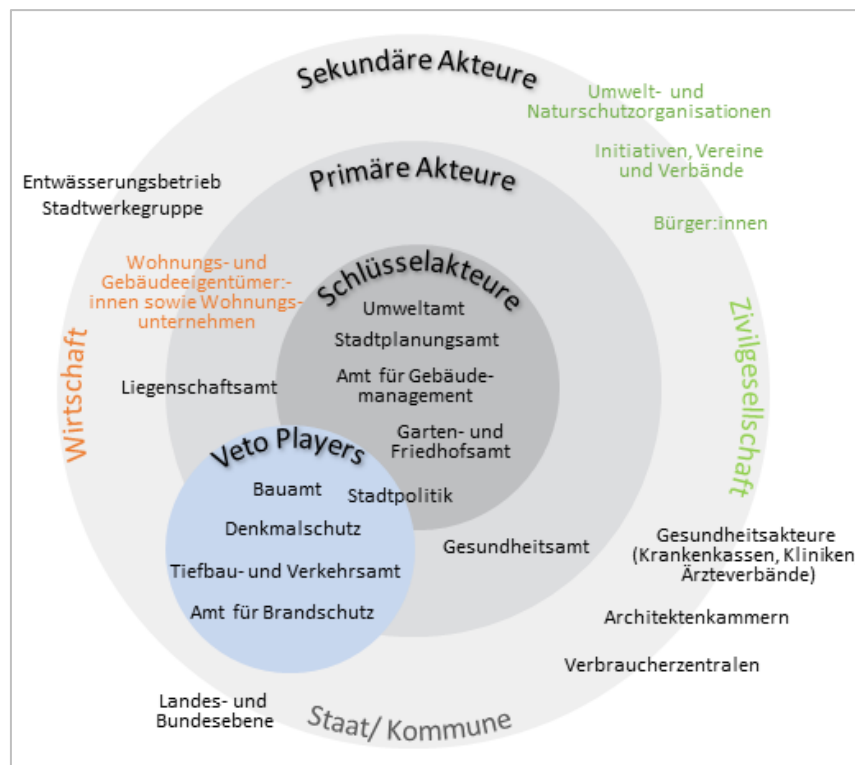 Sekundäre Akteure
Umwelt- und
Naturschutzorganisationen
Initiativen, Vereine
und Verbände
Primäre Akteure
Entwässerungsbetrieb
Stadtwerkegruppe
Bürger:innen
Wohnungs- und
Gebäudeeigentümer:-
innen sowie Wohnungs-
unternehmen
Schlüsselakteure
Umweltamt
Stadtplanungsamt
Amt für Gebäude-
management
Garten- und
Friedhofsamt
Wirtschaft
Zivilgesellschaft
Liegenschaftsamt
Veto Players
Bauamt
Stadtpolitik
Denkmalschutz
Tiefbau- und Verkehrsamt
Amt für Brandschutz
Gesundheitsamt
Gesundheitsakteure
(Krankenkassen, Kliniken
Ärzteverbände)
Architektenkammern
Verbraucherzentralen
Landes- und
Bundesebene
Staat/ Kommune